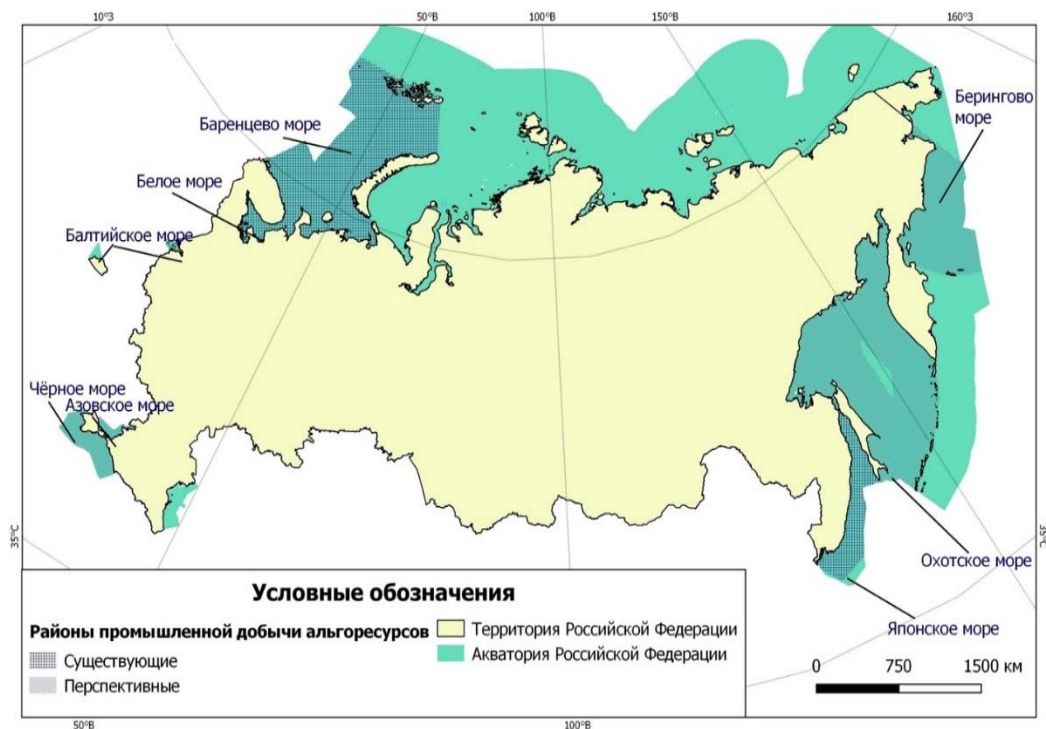 10°З
50°В
100°В
150°В
160°З
Берингово
море
Баренцево море
Белое море
Балтийское море
Чёрное море
Азовское море
35°С
35°С
Охотское море
Японское море
Условные обозначения
Районы промышленной добычи альгоресурсов
Существующие
Перспективные
Территория Российской Федерации
Акватория Российской Федерации
0 750 1500 км
50°В
100°В